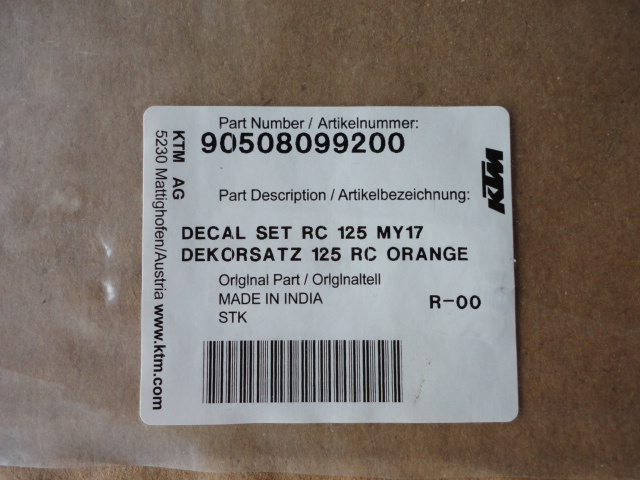 Part Number / Artikelnummer:
90508099200
Part Description / Artikelbezeichnung:
DECAL SET RC 125 MY17
DEKORSATZ 125 RC ORANGE
Original Part / Originalteil
MADE IN INDIA
R-00
STK
KTM AG
5230 Mattighofen/Austria www.ktm.com
KTM